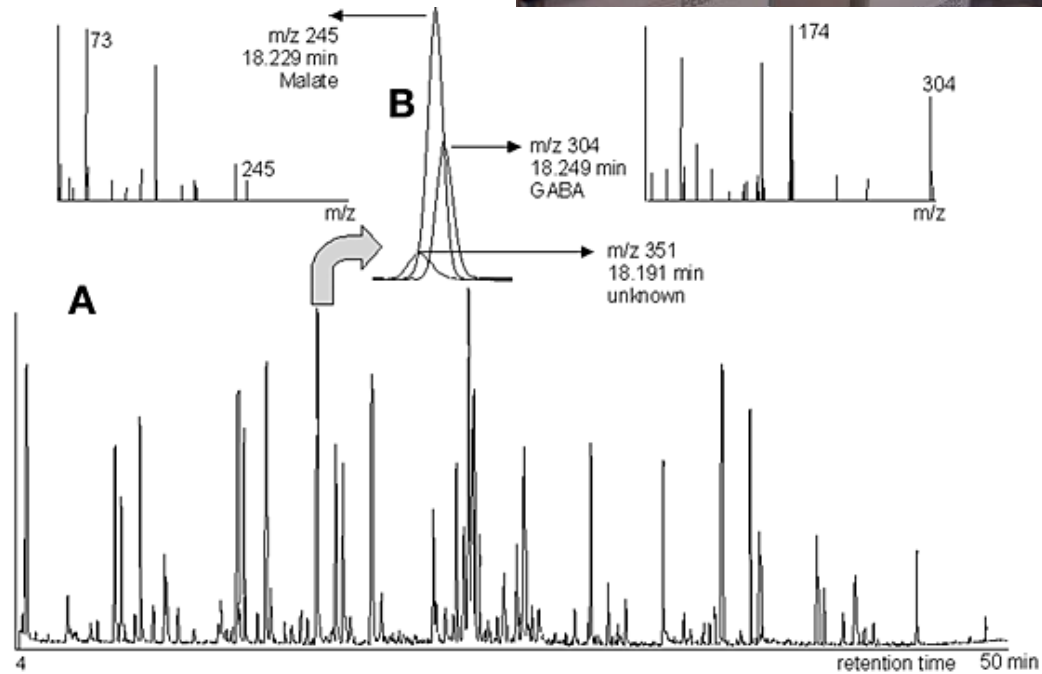 73
m/z 245
18.229 min
Malate
245
m/z
B
m/z 304
18.249 min
GABA
174
304
m/z
m/z 351
18.191 min
unknown
A
4
retention time
50 min